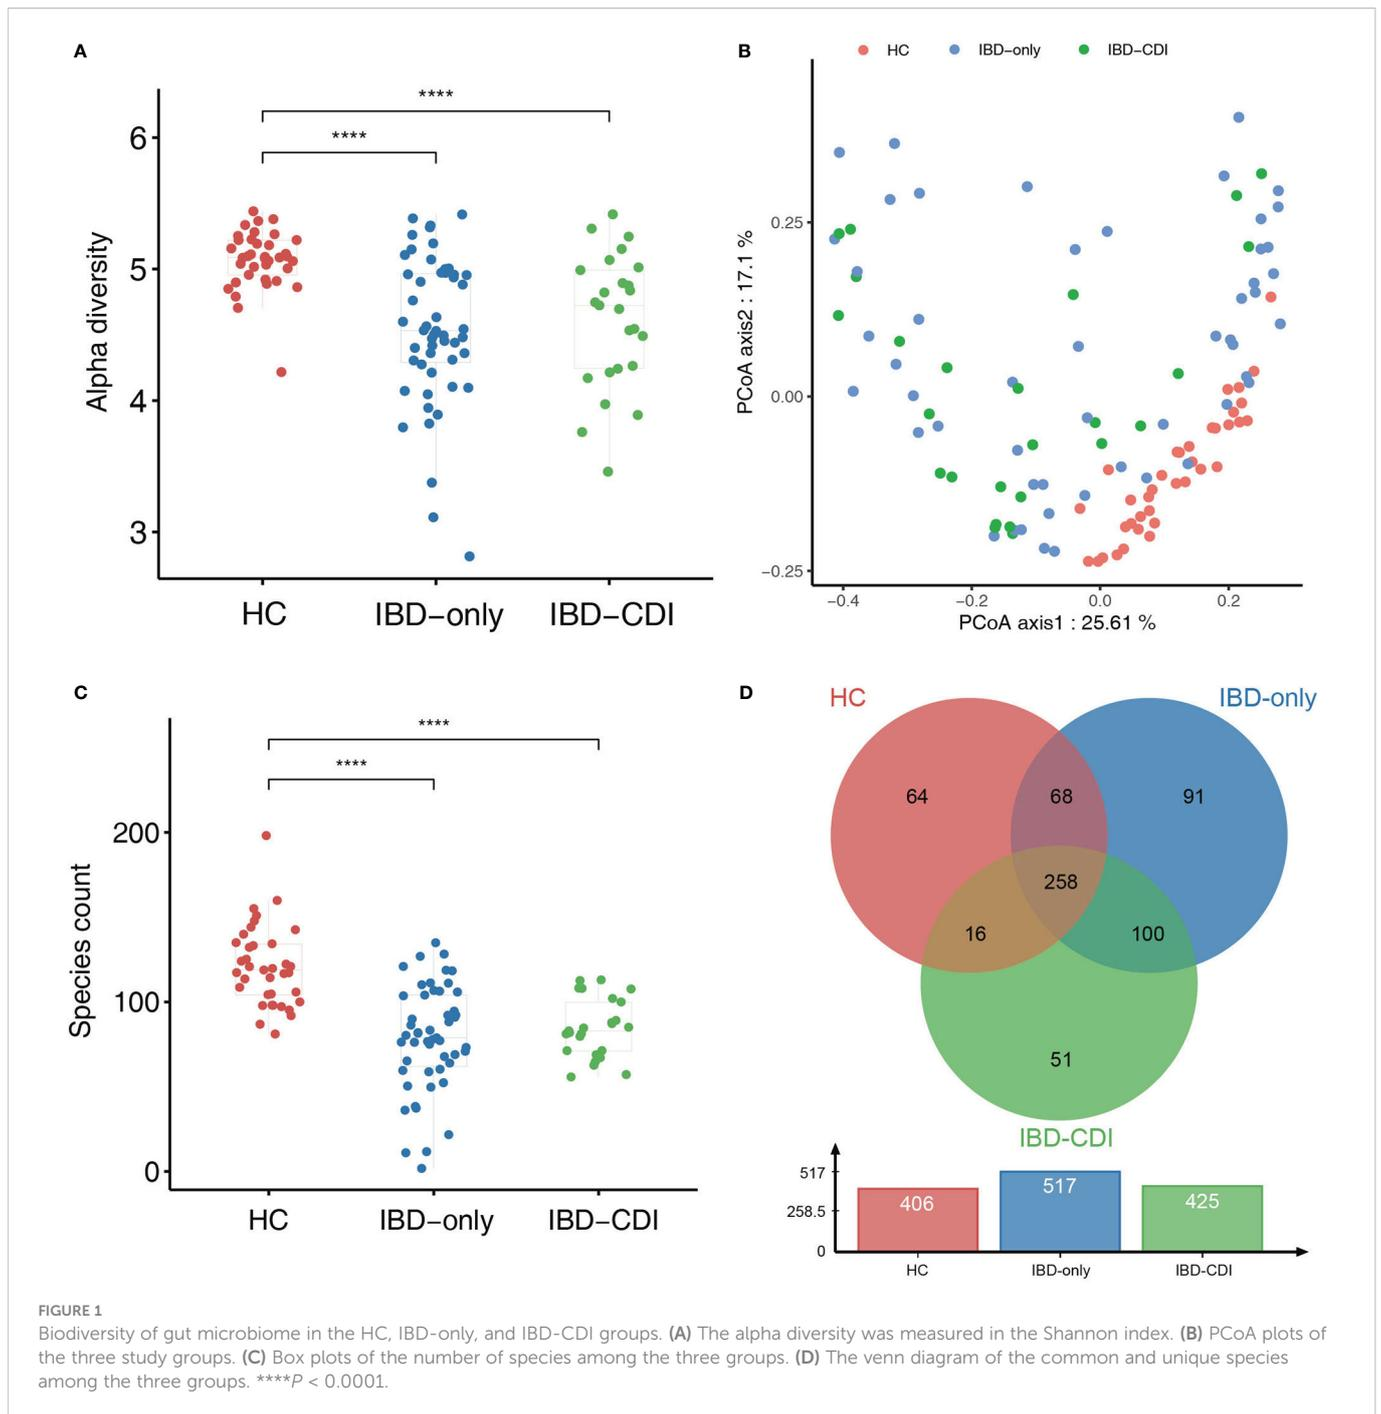 A
****
****
6
5
4
3
Alpha diversity
HC
IBD–only
IBD–CDI
B
HC
IBD–only
IBD–CDI
0.25
0.00
−0.25
PCoA axis2 : 17.1 %
−0.4
−0.2
0.0
0.2
PCoA axis1 : 25.61 %
C
****
****
200
100
0
Species count
HC
IBD–only
IBD–CDI
D
HC
IBD-only
64
68
91
258
16
100
51
IBD-CDI
517
258.5
0
406
517
425
HC
IBD-only
IBD-CDI
FIGURE 1
Biodiversity of gut microbiome in the HC, IBD-only, and IBD-CDI groups. (A) The alpha diversity was measured in the Shannon index. (B) PCoA plots of
the three study groups. (C) Box plots of the number of species among the three groups. (D) The venn diagram of the common and unique species
among the three groups. ****P < 0.0001.